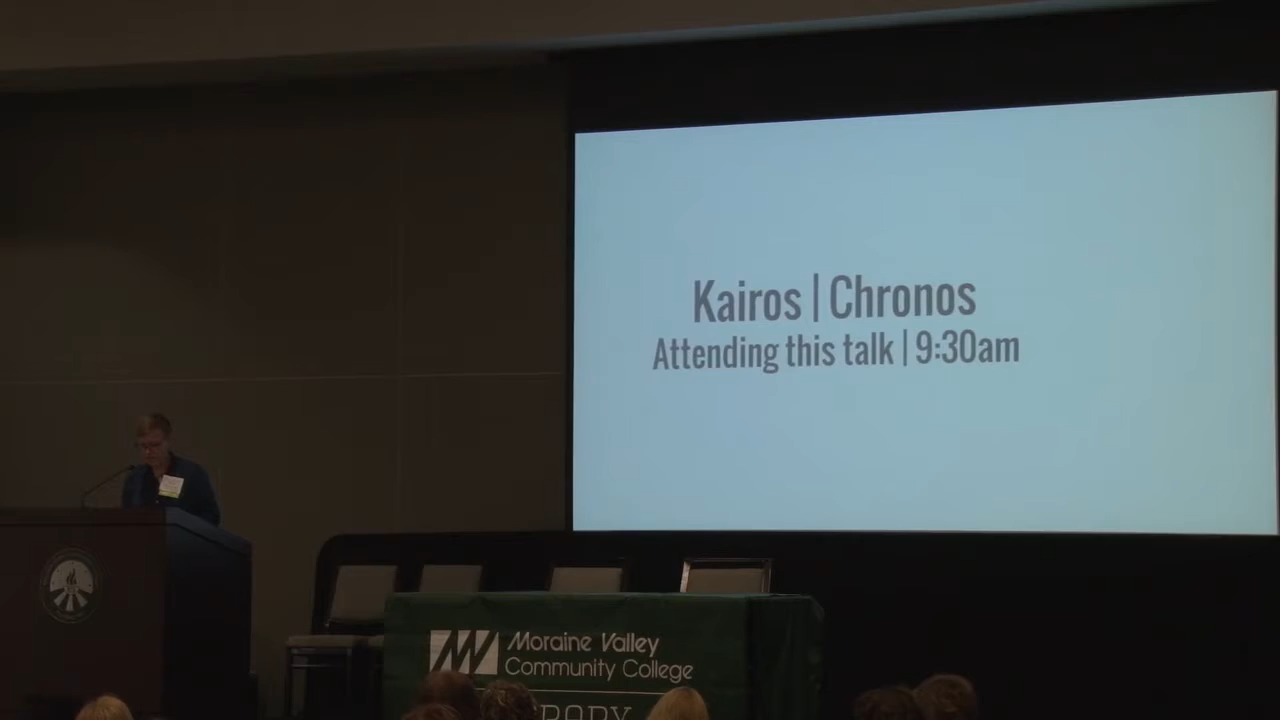 Kairos | Chronos
Attending this talk | 9:30am
Moraine Valley
Community College